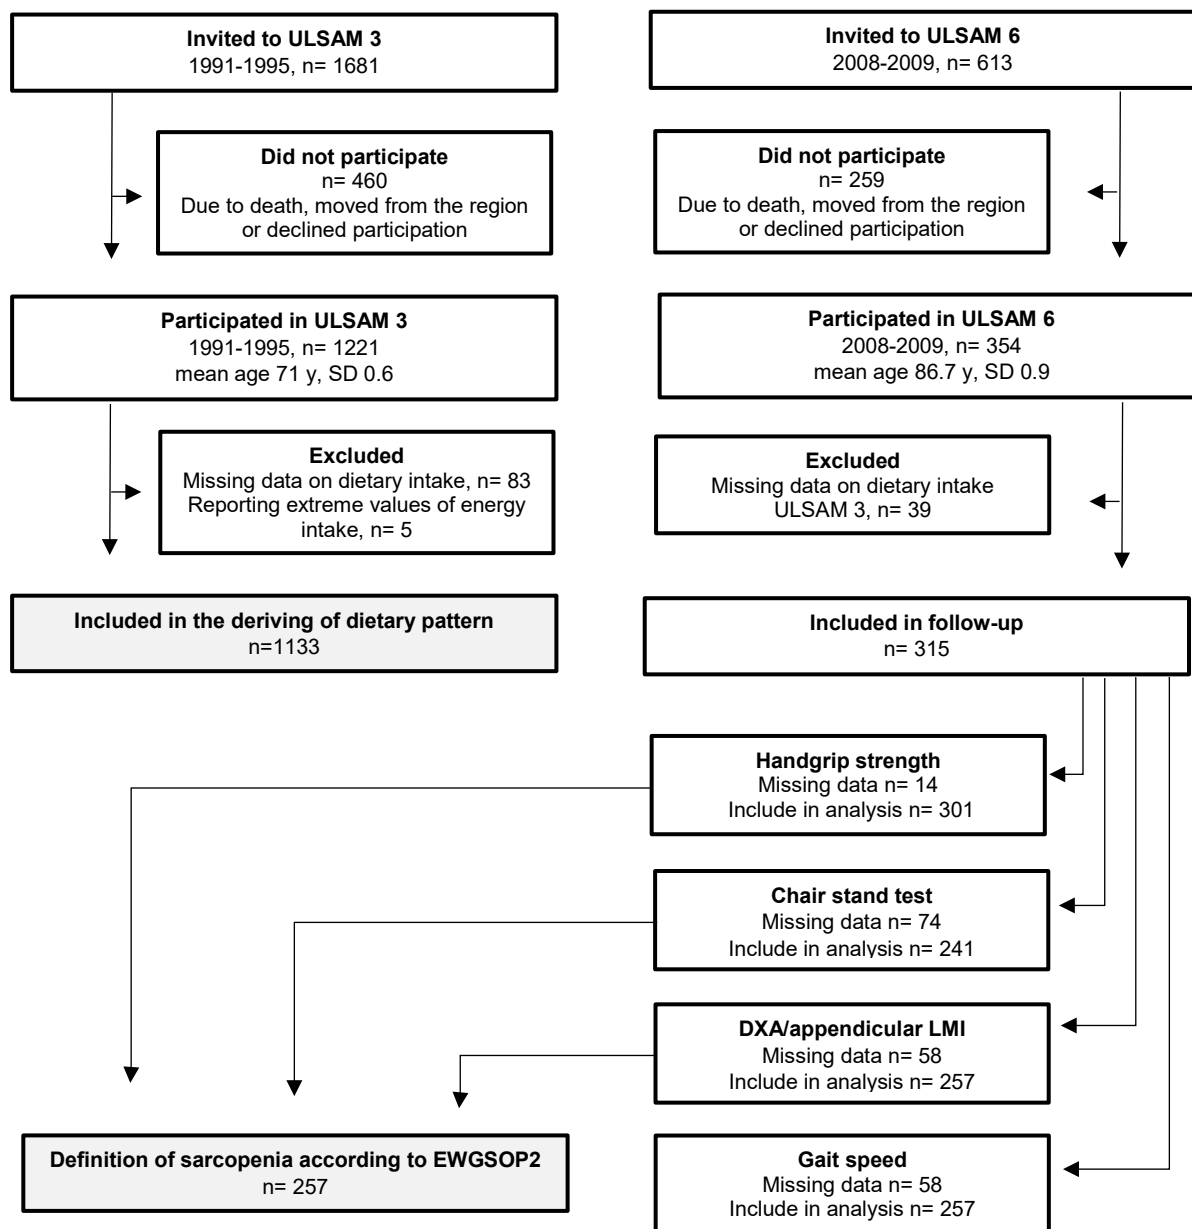 Invited to ULSAM 3
1991-1995, n= 1681
Did not participate
n= 460
Due to death, moved from the region
or declined participation
Participated in ULSAM 3
1991-1995, n= 1221
mean age 71 y, SD 0.6
Excluded
Missing data on dietary intake, n= 83
Reporting extreme values of energy
intake, n= 5
Included in the deriving of dietary pattern
n=1133
Invited to ULSAM 6
2008-2009, n= 613
Did not participate
n= 259
Due to death, moved from the region
or declined participation
Participated in ULSAM 6
2008-2009, n= 354
mean age 86.7 y, SD 0.9
Excluded
Missing data on dietary intake
ULSAM 3, n= 39
Included in follow-up
n= 315
Handgrip strength
Missing data n= 14
Include in analysis n= 301
Chair stand test
Missing data n= 74
Include in analysis n= 241
DXA/appendicular LMI
Missing data n= 58
Include in analysis n= 257
Gait speed
Missing data n= 58
Include in analysis n= 257
Definition of sarcopenia according to EWGSOP2
n= 257